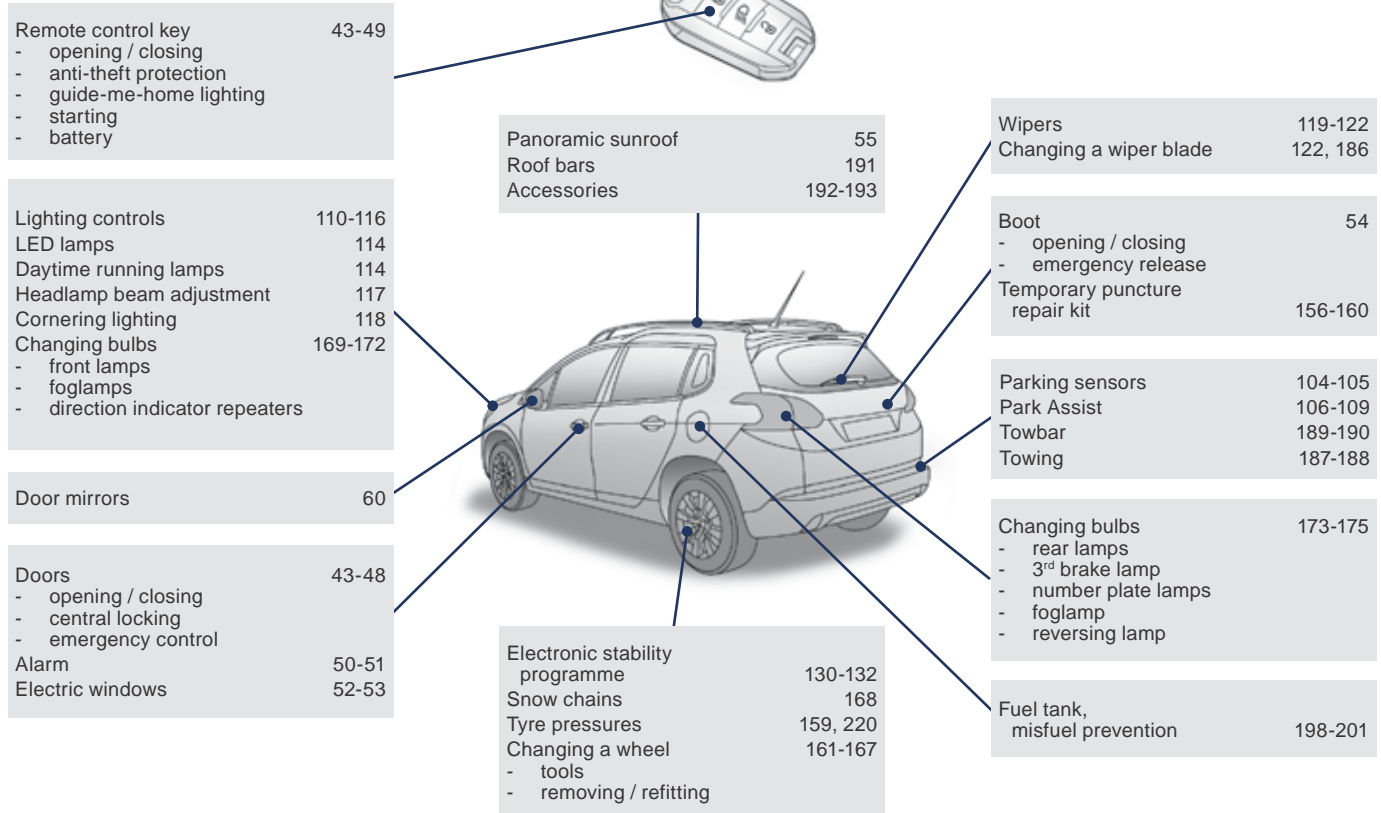 Remote control key 43-49
- opening / closing
- anti-theft protection
- guide-me-home lighting
- starting
- battery
Lighting controls 110-116
LED lamps 114
Daytime running lamps 114
Headlamp beam adjustment 117
Cornering lighting 118
Changing bulbs 169-172
- front lamps
- foglamps
- direction indicator repeaters
Door mirrors 60
Doors 43-48
- opening / closing
- central locking
- emergency control
Alarm 50-51
Electric windows 52-53
Panoramic sunroof 55
Roof bars 191
Accessories 192-193
Electronic stability
programme 130-132
Snow chains 168
Tyre pressures 159, 220
Changing a wheel 161-167
- tools
- removing / refitting
Wipers 119-122
Changing a wiper blade 122, 186
Boot 54
- opening / closing
- emergency release
Temporary puncture
repair kit 156-160
Parking sensors 104-105
Park Assist 106-109
Towbar 189-190
Towing 187-188
Changing bulbs 173-175
- rear lamps
- 3rd brake lamp
- number plate lamps
- foglamp
- reversing lamp
Fuel tank,
misfuel prevention 198-201